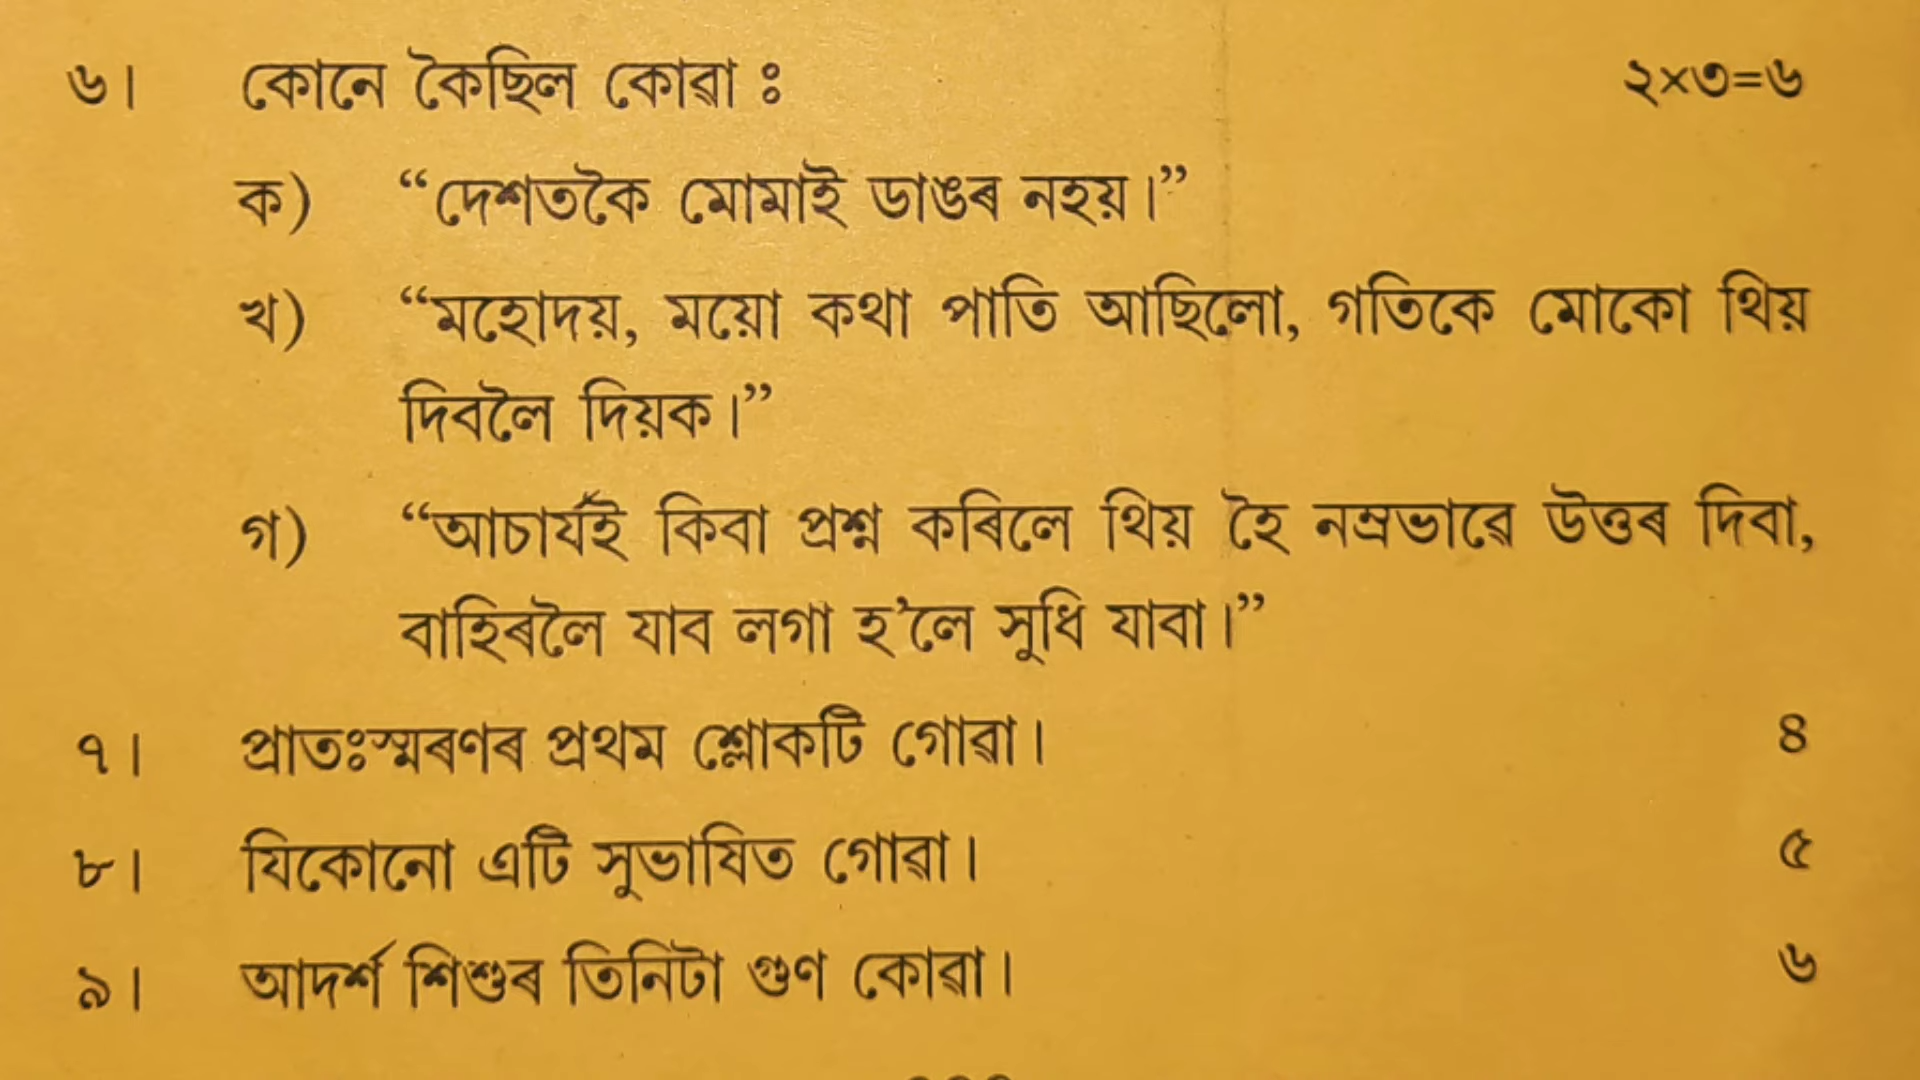 ৬। কোনে কৈছিল কোৱা ঃ ২×৩=৬
ক) “দেশতকৈ মোমাই ডাঙৰ নহয়।”
খ) “মহোদয়, ময়ো কথা পাতি আছিলো, গতিকে মোকো থিয়
দিবলৈ দিয়ক।”
গ) “আচাৰ্যই কিবা প্ৰশ্ন কৰিলে থিয় হৈ নম্ৰভাৱে উত্তৰ দিবা,
বাহিৰলৈ যাব লগা হ’লে সুধি যাবা।”
৭। প্ৰাতঃস্মৰণৰ প্ৰথম শ্লোকটি গোৱা। ৪
৮। যিকোনো এটি সুভাষিত গোৱা। ৫
৯। আদৰ্শ শিশুৰ তিনিটা গুণ কোৱা। ৬